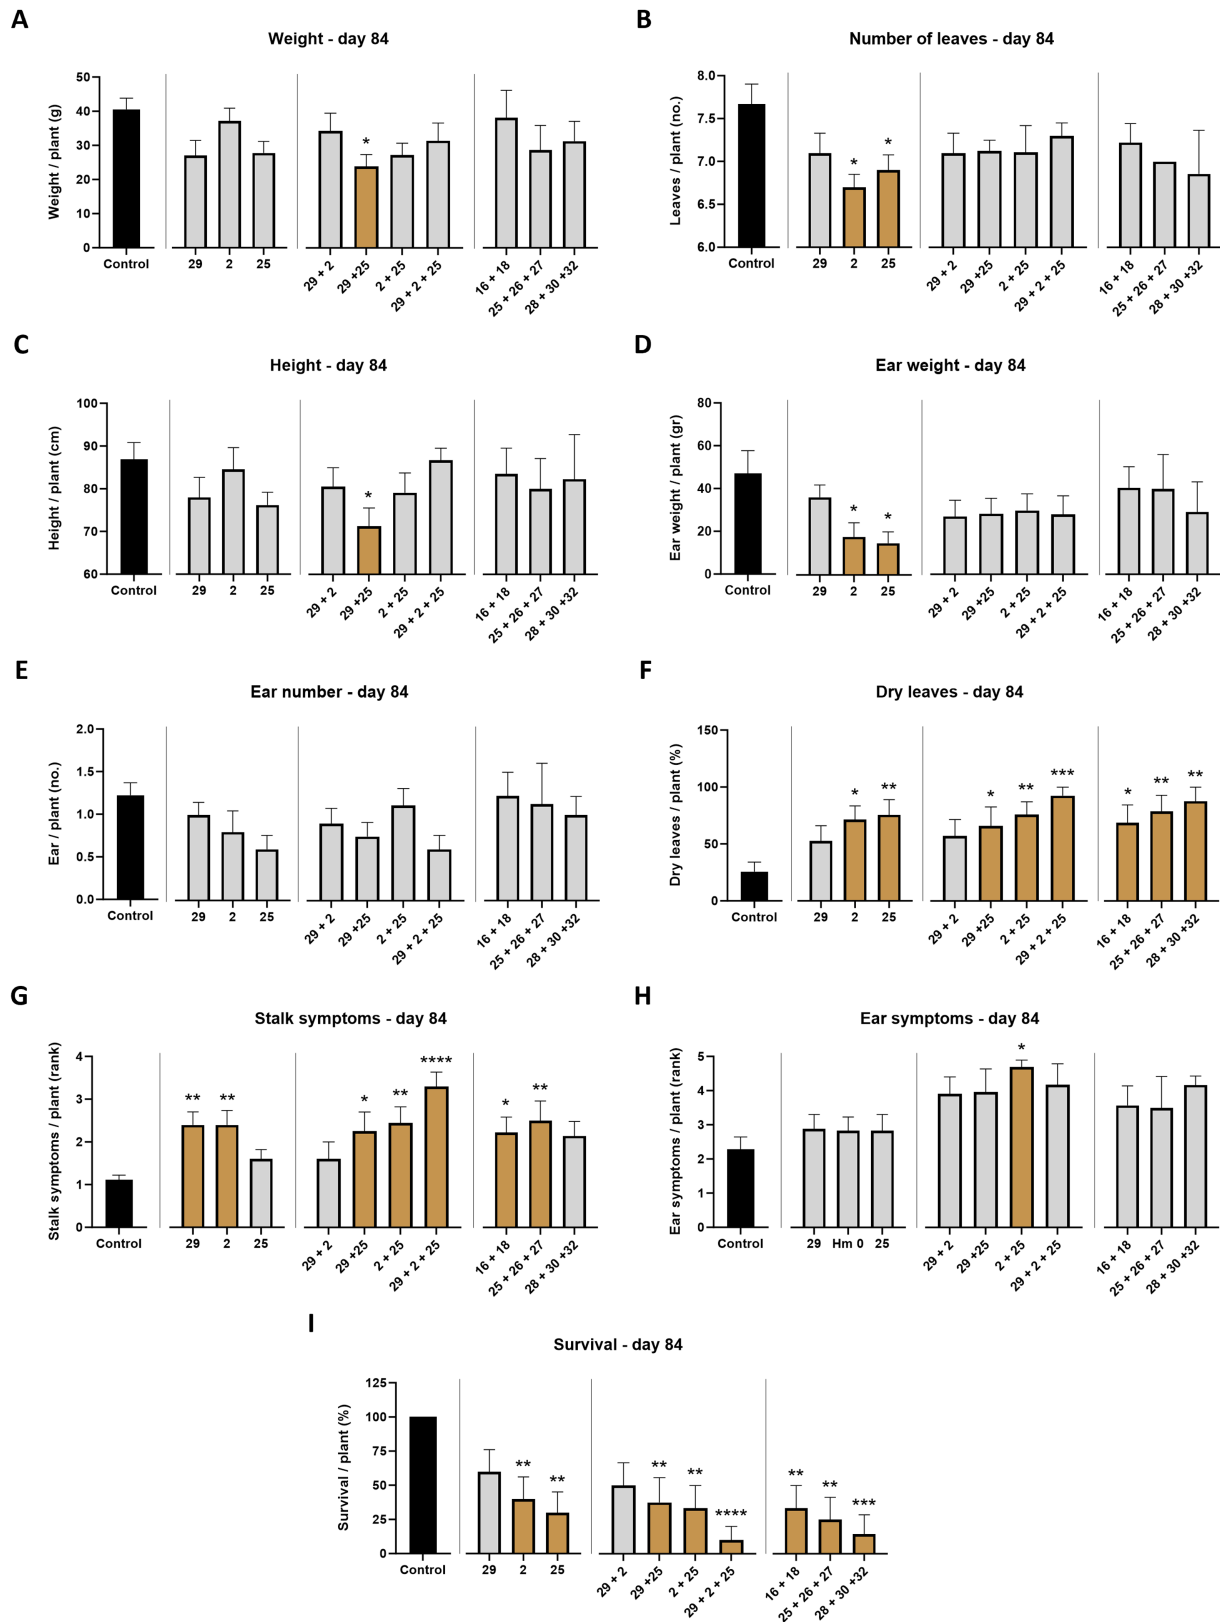 A
Weight - day 84
Weight / plant (g)
50
40
30
20
10
0
*
Control
29
2
25
29 + 2
29 +25
2 + 25
29 + 2 + 25
16 + 18
25 + 26 + 27
28 + 30 +32
B
Number of leaves - day 84
Leaves / plant (no.)
8.0
7.5
7.0
6.5
6.0
*
*
Control
29
2
25
29 + 2
29 +25
2 + 25
29 + 2 + 25
16 + 18
25 + 26 + 27
28 + 30 +32
C
Height - day 84
Height / plant (cm)
100
90
80
70
60
*
Control
29
2
25
29 + 2
29 +25
2 + 25
29 + 2 + 25
16 + 18
25 + 26 + 27
28 + 30 +32
D
Ear weight - day 84
Ear weight / plant (gr)
80
60
40
20
0
*
*
Control
29
2
25
29 + 2
29 +25
2 + 25
29 + 2 + 25
16 + 18
25 + 26 + 27
28 + 30 +32
E
Ear number - day 84
Ear / plant (no.)
2.0
1.5
1.0
0.5
0.0
Control
29
2
25
29 + 2
29 +25
2 + 25
29 + 2 + 25
16 + 18
25 + 26 + 27
28 + 30 +32
F
Dry leaves - day 84
Dry leaves / plant (%)
150
100
50
0
*
**
*
**
***
*
**
**
Control
29
2
25
29 + 2
29 +25
2 + 25
29 + 2 + 25
16 + 18
25 + 26 + 27
28 + 30 +32
G
Stalk symptoms - day 84
Stalk symptoms / plant (rank)
4
3
2
1
0
**
**
*
**
****
*
**
Control
29
2
25
29 + 2
29 +25
2 + 25
29 + 2 + 25
16 + 18
25 + 26 + 27
28 + 30 +32
H
Ear symptoms - day 84
Ear symptoms / plant (rank)
5
4
3
2
1
0
*
Control
29
Hm 0
25
29 + 2
29 +25
2 + 25
29 + 2 + 25
16 + 18
25 + 26 + 27
28 + 30 +32
I
Survival - day 84
Survival / plant (%)
125
100
75
50
25
0
**
**
**
**
****
**
**
***
Control
29
2
25
29 + 2
29 +25
2 + 25
29 + 2 + 25
16 + 18
25 + 26 + 27
28 + 30 +32